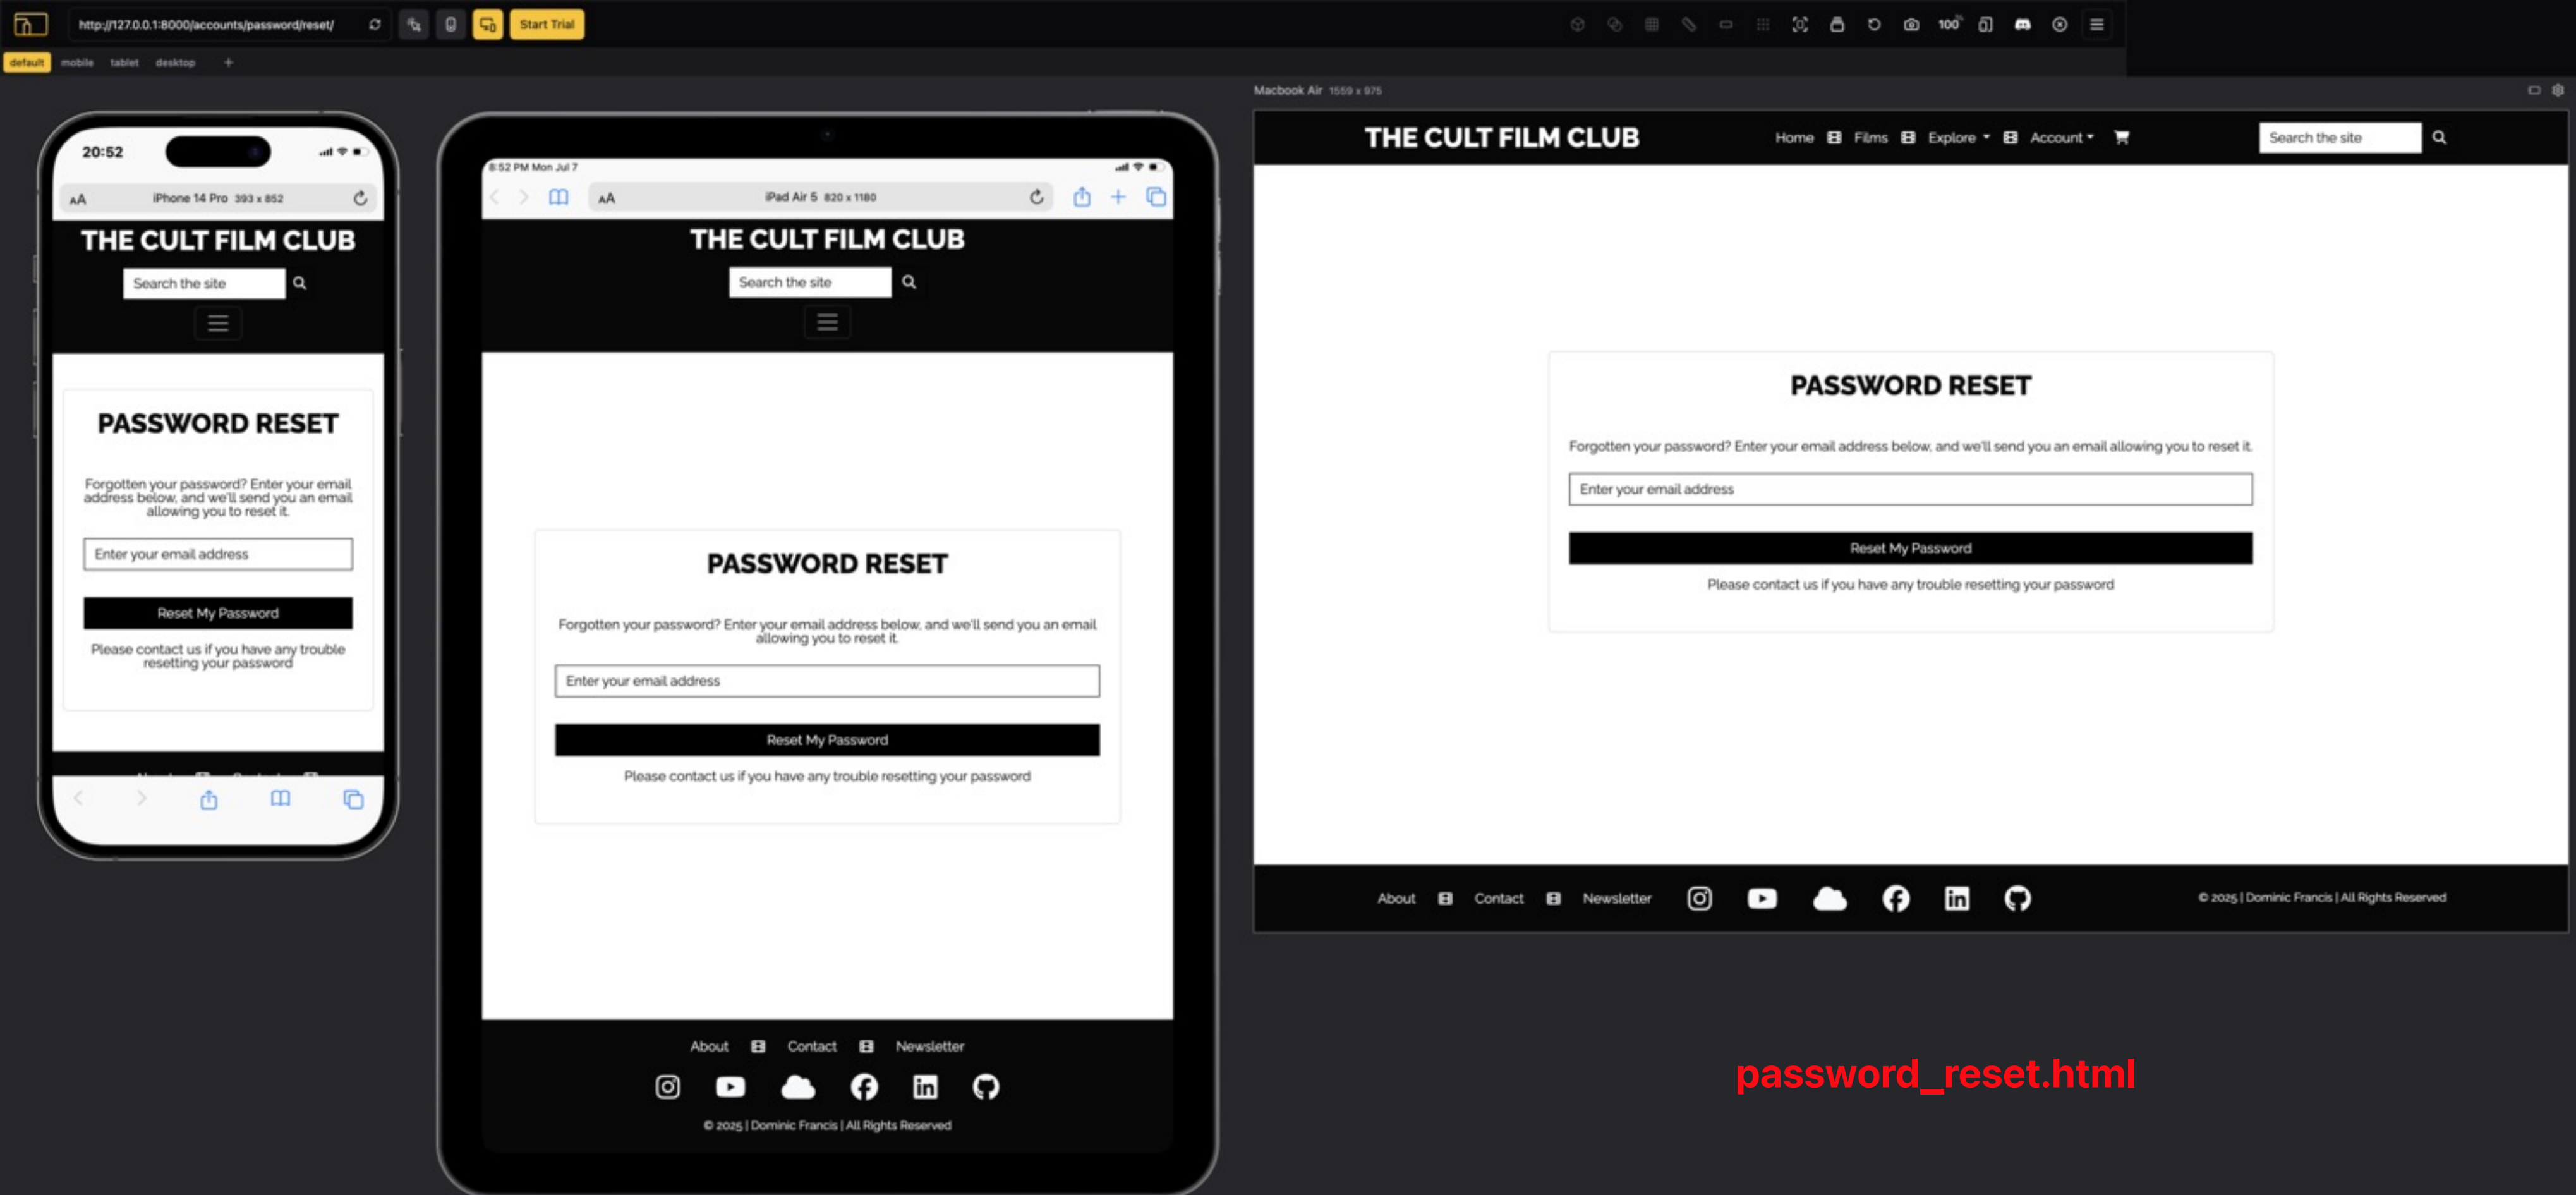 http://127.0.0.1:8000/accounts/password/reset/
Start Trial
100%
default
mobile
tablet
desktop
+
20:52
AA
iPhone 14 Pro 393 x 852
THE CULT FILM CLUB
Search the site
PASSWORD RESET
Forgotten your password? Enter your email
address below, and we'll send you an email
allowing you to reset it.
Enter your email address
Reset My Password
Please contact us if you have any trouble
resetting your password
8:52 PM Mon Jul 7
AA
iPad Air 5 820 x 1180
THE CULT FILM CLUB
Search the site
PASSWORD RESET
Forgotten your password? Enter your email address below, and we'll send you an email
allowing you to reset it.
Enter your email address
Reset My Password
Please contact us if you have any trouble resetting your password
About
Contact
Newsletter
© 2025 | Dominic Francis | All Rights Reserved
Macbook Air 1559 x 975
THE CULT FILM CLUB
Home
Films
Explore
Account
Search the site
PASSWORD RESET
Forgotten your password? Enter your email address below, and we'll send you an email allowing you to reset it.
Enter your email address
Reset My Password
Please contact us if you have any trouble resetting your password
About
Contact
Newsletter
© 2025 | Dominic Francis | All Rights Reserved
password_reset.html